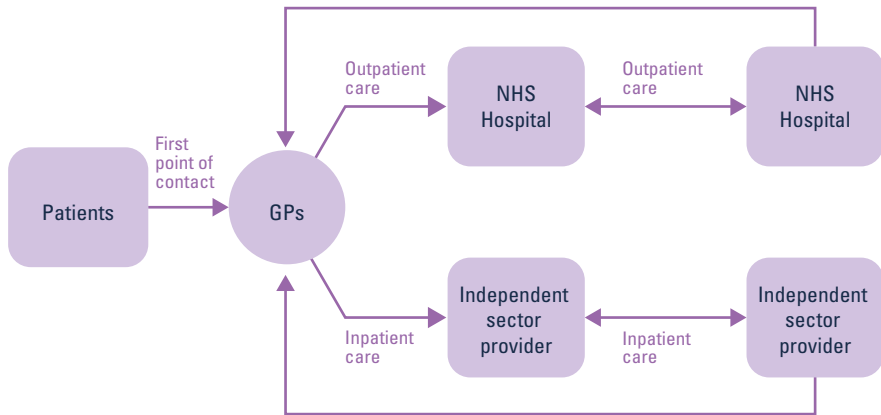 Outpatient
care
NHS
Hospital
Outpatient
care
NHS
Hospital
First
point of
contact
Patients
GPs
Independent
sector
provider
Independent
sector
provider
Inpatient
care
Inpatient
care